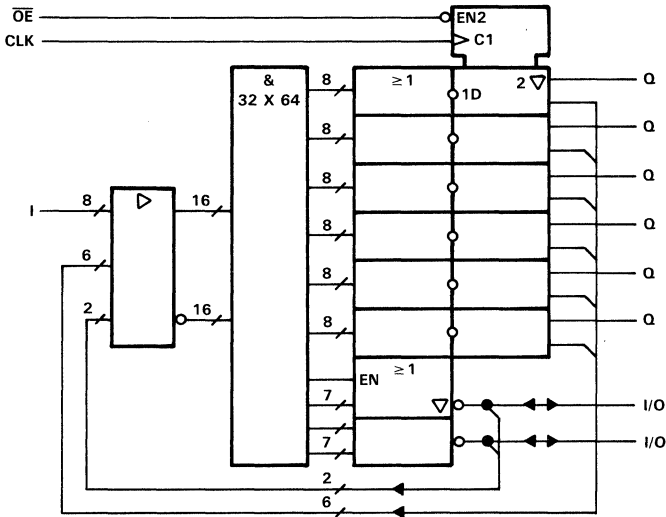 OE EN2
CLK C1
& 8 ≥1 2 ▽ Q
32 X 64 1D
8 Q
8 Q
I 8 ▷ 16 8 Q
6 8 Q
2 16 8 Q
EN ≥1
7 ▽ I/O
7 I/O
2
6